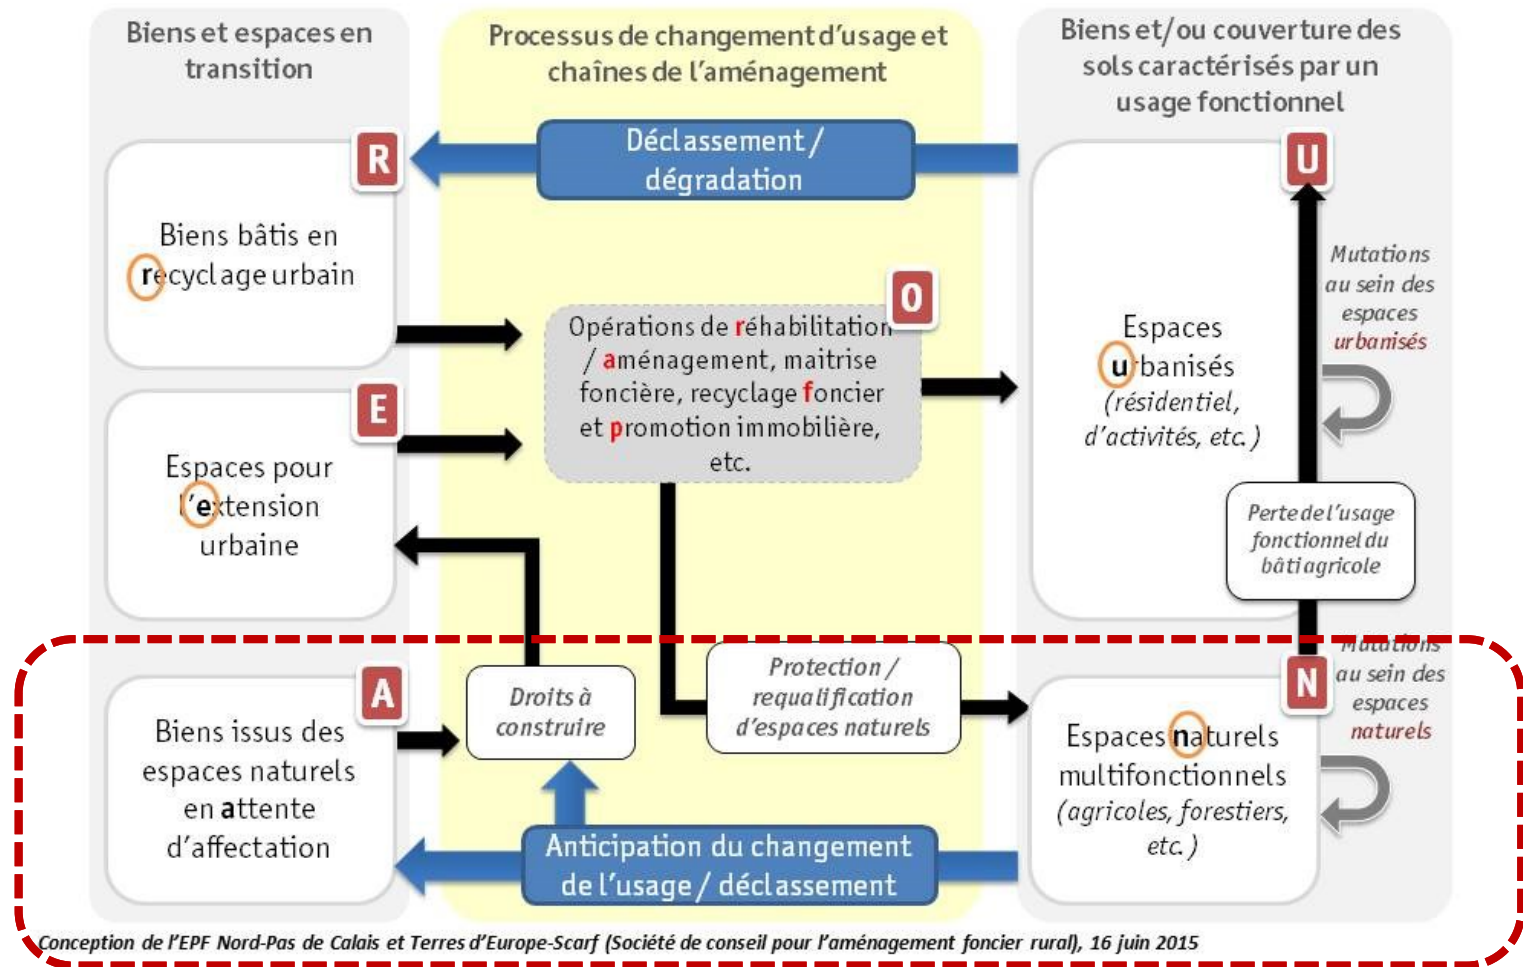 Biens et espaces en
transition
Processus de changement d'usage et
chaînes de l'aménagement
Biens et/ou couverture des
sols caractérisés par un
usage fonctionnel
R
Biens bâtis en
recyclage urbain
Déclassement /
dégradation
U
Espaces
urbanisés
(résidentiel,
d'activités, etc.)
Mutations
au sein des
espaces
urbanisés
O
Opérations de réhabilitation
/ aménagement, maitrise
foncière, recyclage foncier
et promotion immobilière,
etc.
E
Espaces pour
l'extension
urbaine
Perte de l'usage
fonctionnel du
bâti agricole
A
Biens issus des
espaces naturels
en attente
d'affectation
Droits à
construire
Protection /
requalification
d'espaces naturels
N
Espaces naturels
multifonctionnels
(agricoles, forestiers,
etc.)
Mutations
au sein des
espaces
naturels
Anticipation du changement
de l'usage / déclassement
Conception de l'EPF Nord-Pas de Calais et Terres d'Europe-Scarf (Société de conseil pour l'aménagement foncier rural), 16 juin 2015